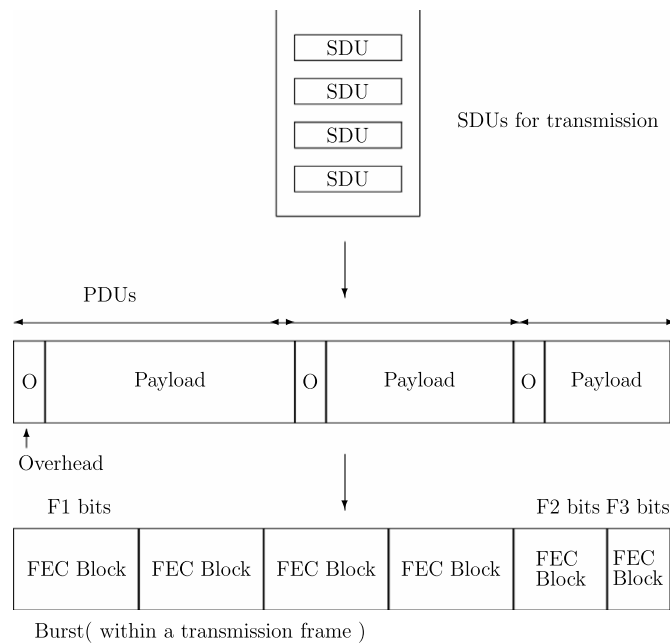 SDU
SDU
SDU
SDU
SDUs for transmission
PDUs
O Payload O Payload O Payload
Overhead
F1 bits F2 bits F3 bits
FEC Block FEC Block FEC Block FEC Block FEC Block FEC Block
Burst( within a transmission frame )